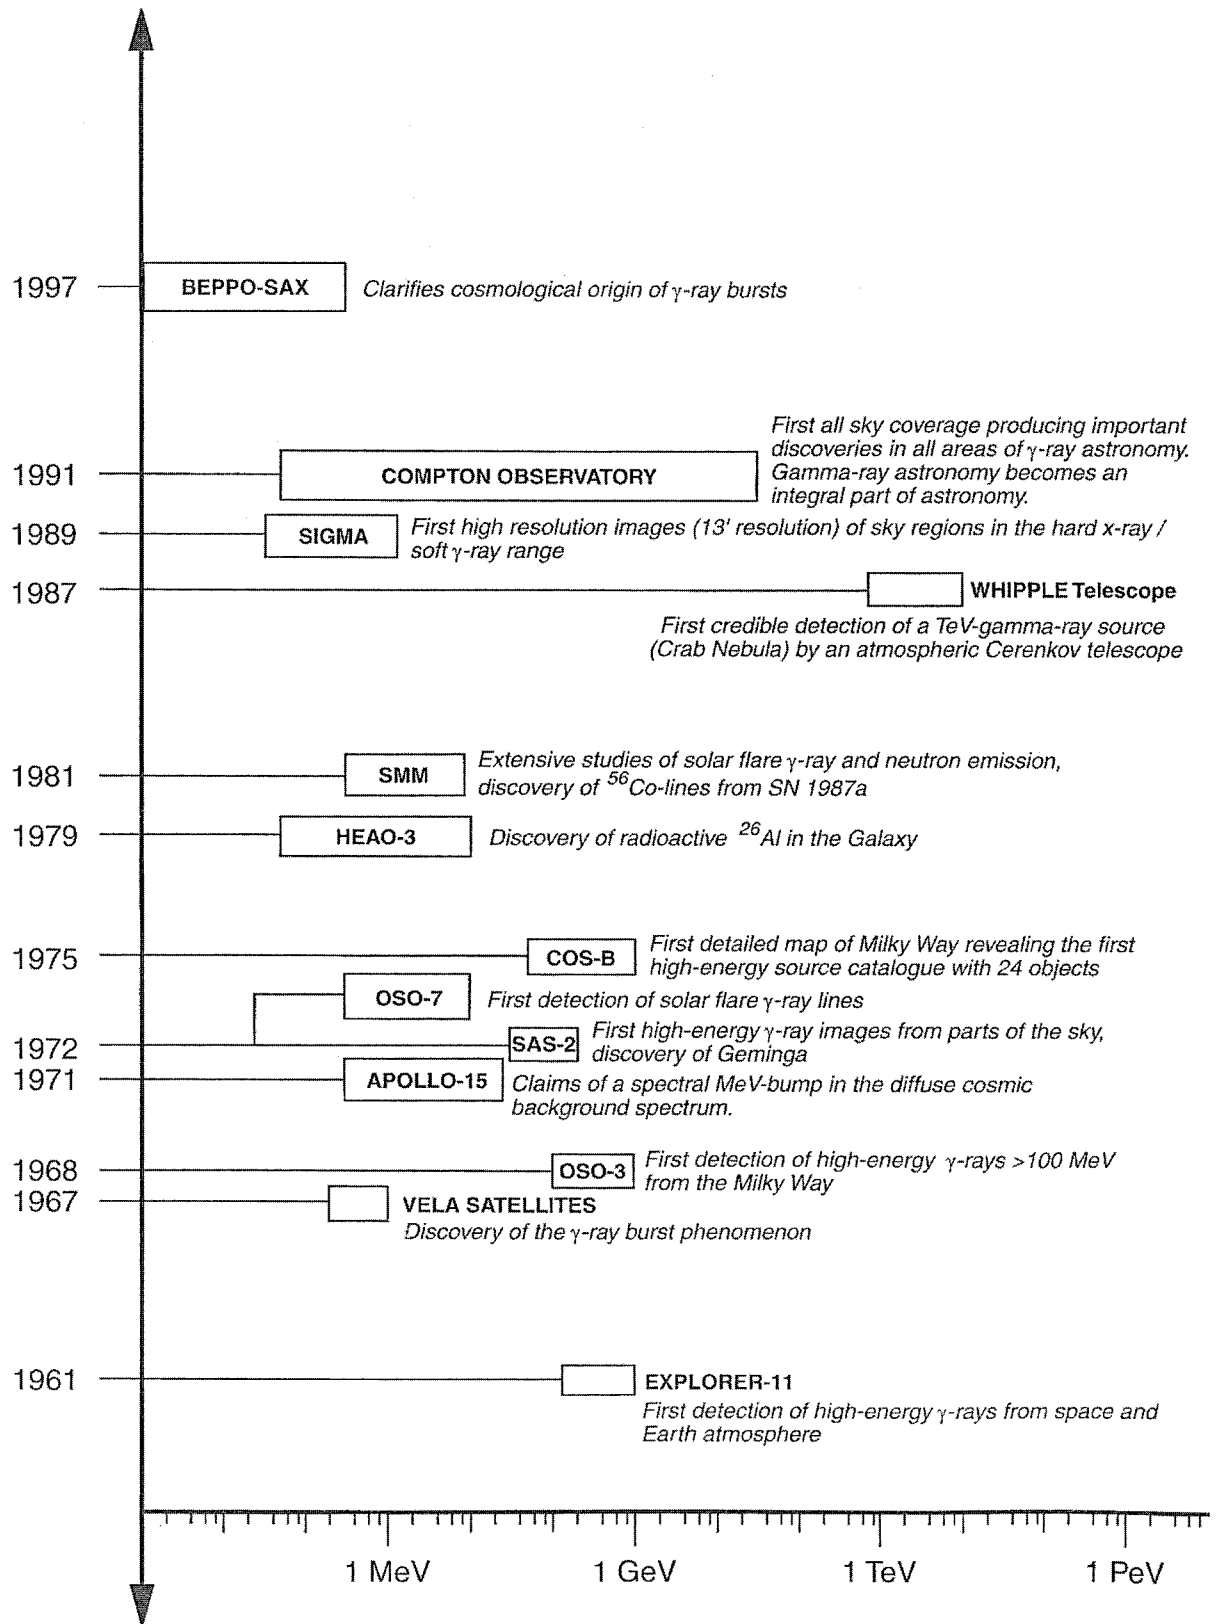 1997
BEPPO-SAX
Clarifies cosmological origin of γ-ray bursts
First all sky coverage producing important
discoveries in all areas of γ-ray astronomy.
Gamma-ray astronomy becomes an
integral part of astronomy.
1991
COMPTON OBSERVATORY
1989
SIGMA
First high resolution images (13' resolution) of sky regions in the hard x-ray /
soft γ-ray range
1987
WHIPPLE Telescope
First credible detection of a TeV-gamma-ray source
(Crab Nebula) by an atmospheric Cerenkov telescope
1981
SMM
Extensive studies of solar flare γ-ray and neutron emission,
discovery of ⁵⁶Co-lines from SN 1987a
1979
HEAO-3
Discovery of radioactive ²⁶Al in the Galaxy
1975
COS-B
First detailed map of Milky Way revealing the first
high-energy source catalogue with 24 objects
OSO-7
First detection of solar flare γ-ray lines
1972
SAS-2
First high-energy γ-ray images from parts of the sky,
discovery of Geminga
1971
APOLLO-15
Claims of a spectral MeV-bump in the diffuse cosmic
background spectrum.
1968
OSO-3
First detection of high-energy γ-rays >100 MeV
from the Milky Way
1967
VELA SATELLITES
Discovery of the γ-ray burst phenomenon
1961
EXPLORER-11
First detection of high-energy γ-rays from space and
Earth atmosphere
1 MeV
1 GeV
1 TeV
1 PeV